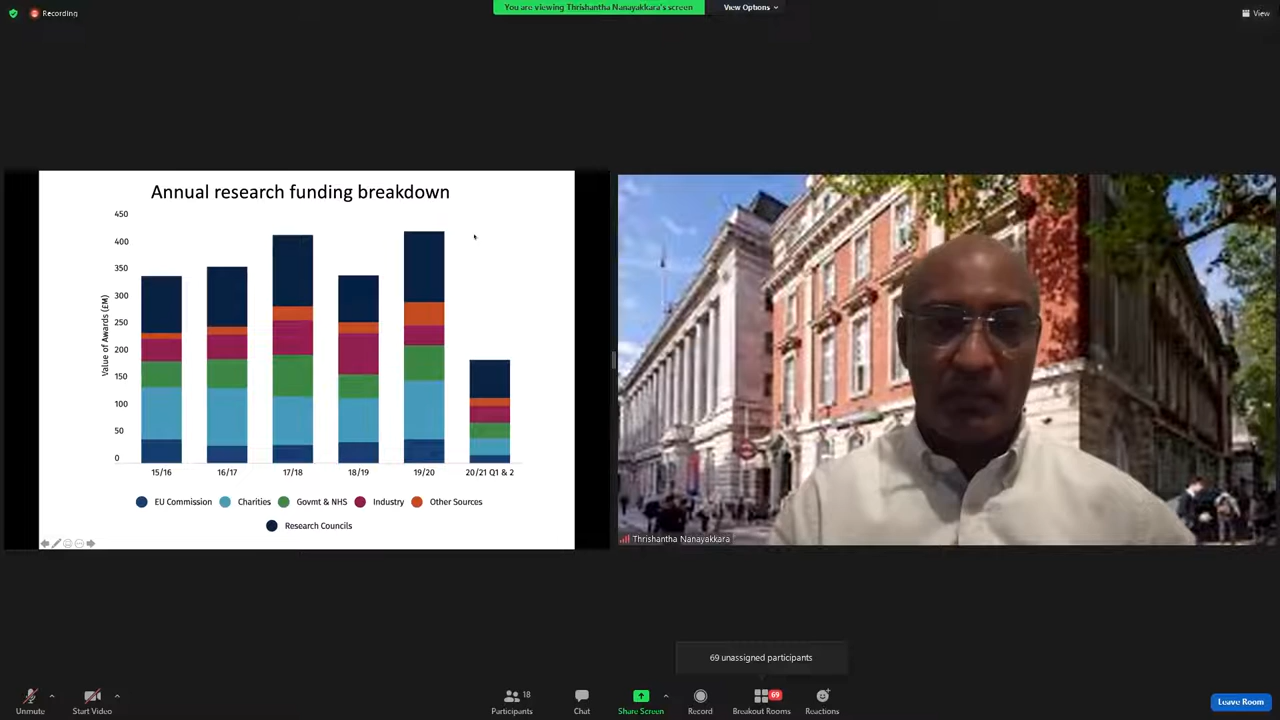 Recording
You are viewing Thrishantha Nanayakkara's screen
View Options
View
Annual research funding breakdown
450
400
350
300
250
200
150
100
50
0
Value of Awards (£M)
15/16 16/17 17/18 18/19 19/20 20/21 Q1 & 2
EU Commission Charities Govmt & NHS Industry Other Sources
Research Councils
Thrishantha Nanayakkara
69 unassigned participants
18
69
Unmute Start Video Participants Chat Share Screen Record Breakout Rooms Reactions
Leave Room